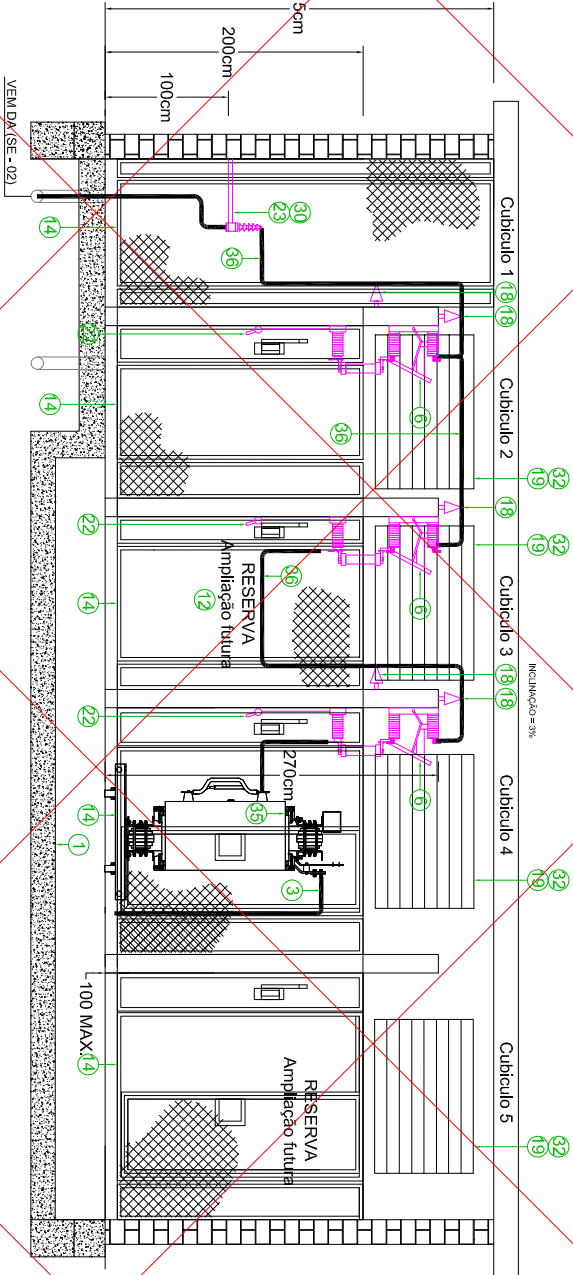 5cm
200cm
100cm
VEM DA (SE - 02)
Cubiculo 1
Cubiculo 2
Cubiculo 3
Cubiculo 4
Cubiculo 5
INCLINAÇÃO = 3%
30
23
36
14
18
18
6
32
19
22
14
36
18
32
19
22
6
14
36
RESERVA
Ampliação futura
12
18
18
6
22
270cm
35
14
1
3
32
19
100 MAX.
14
RESERVA
Ampliação futura
32
19